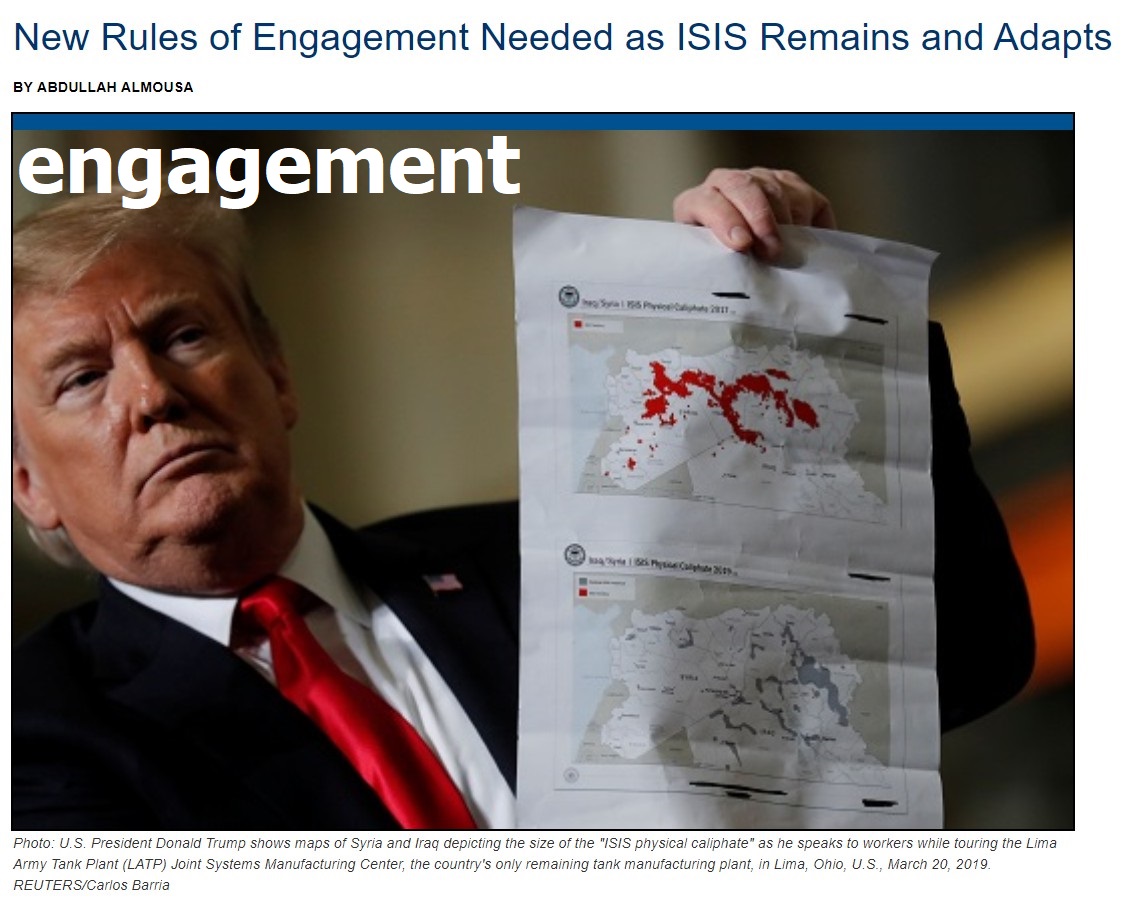 New Rules of Engagement Needed as ISIS Remains and Adapts
BY ABDULLAH ALMOUSA
engagement
Iraq/Syria | ISIS Physical Caliphate 2017
Iraq/Syria | ISIS Physical Caliphate 2019
Photo: U.S. President Donald Trump shows maps of Syria and Iraq depicting the size of the "ISIS physical caliphate" as he speaks to workers while touring the Lima
Army Tank Plant (LATP) Joint Systems Manufacturing Center, the country's only remaining tank manufacturing plant, in Lima, Ohio, U.S., March 20, 2019.
REUTERS/Carlos Barria